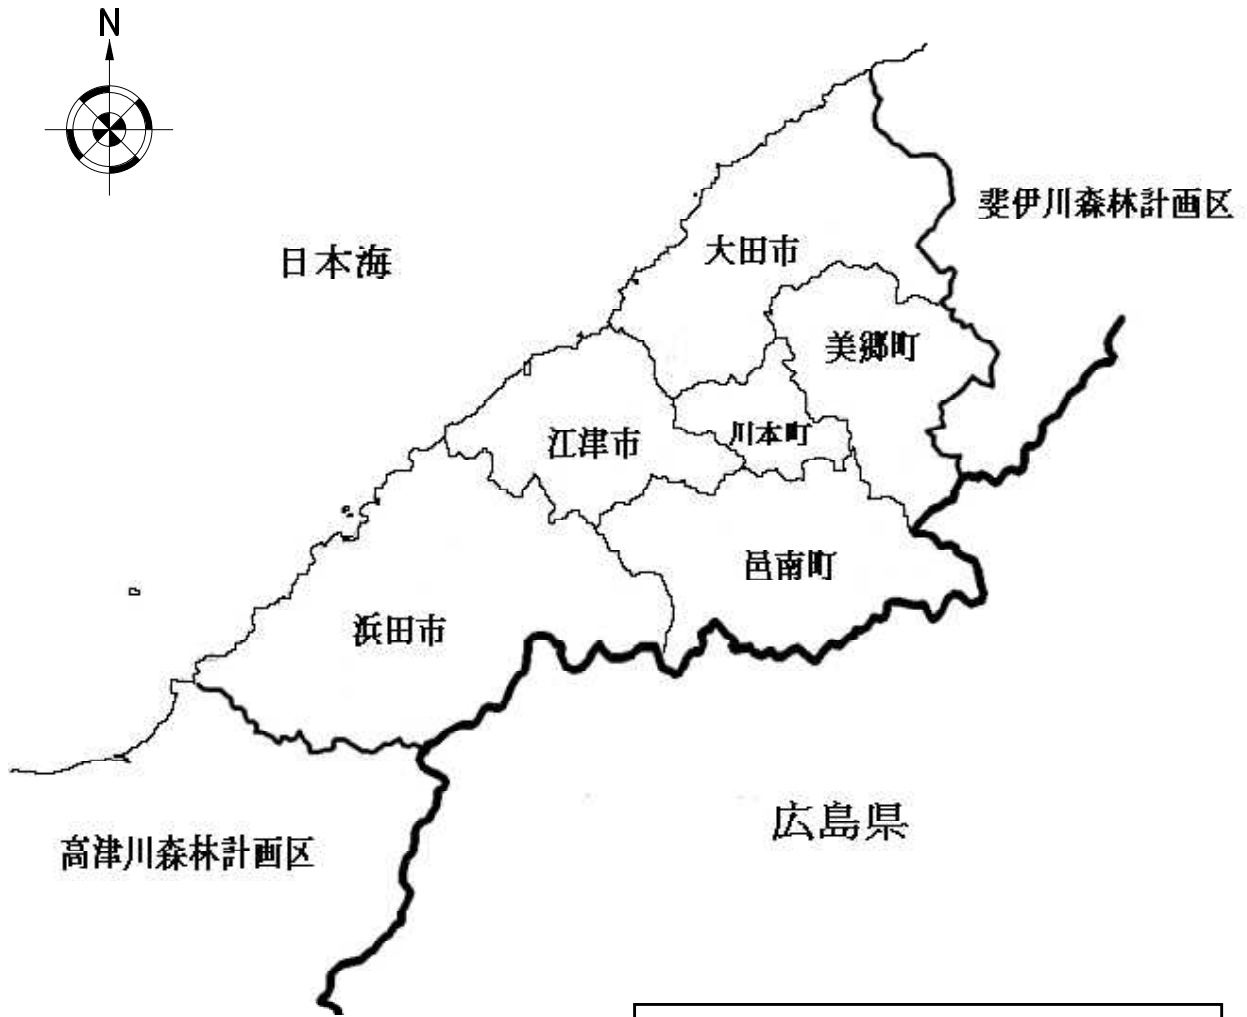 N
斐伊川森林計画区
大田市
日本海
美郷町
川本町
江津市
邑南町
浜田市
広島県
高津川森林計画区